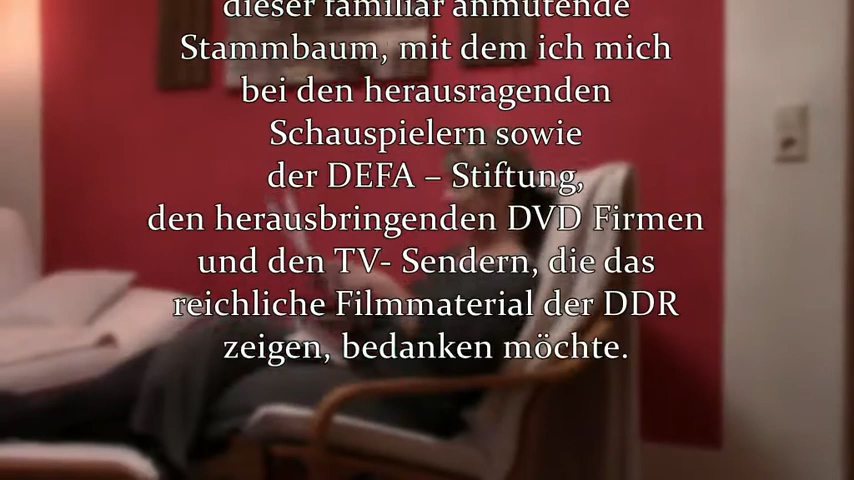 dieser familiär anmutende
Stammbaum, mit dem ich mich
bei den herausragenden
Schauspielern sowie
der DEFA – Stiftung,
den herausbringenden DVD Firmen
und den TV- Sendern, die das
reichliche Filmmaterial der DDR
zeigen, bedanken möchte.